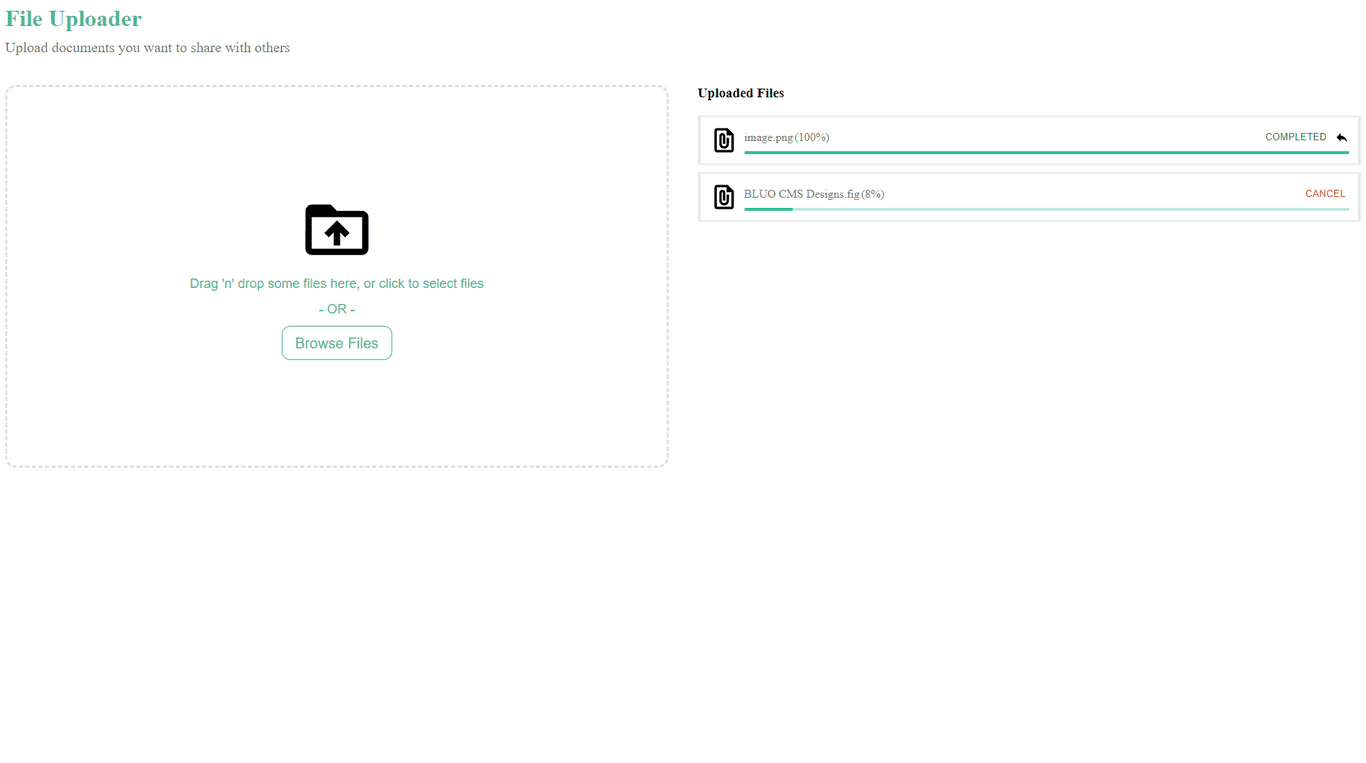 File Uploader
Upload documents you want to share with others
Drag 'n' drop some files here, or click to select files
- OR -
Browse Files
Uploaded Files
image.png (100%) COMPLETED
BLUO CMS Designs.fig (8%) CANCEL